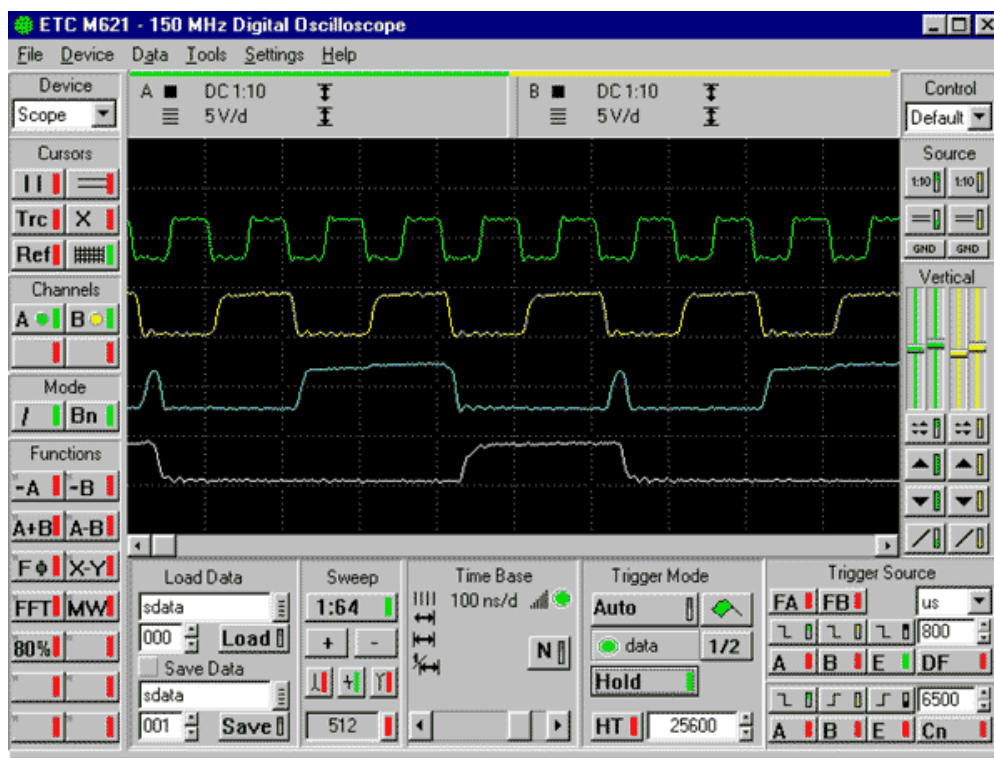 ETC M621 - 150 MHz Digital Oscilloscope
File Device Data Tools Settings Help
Device
Scope
A DC 1:10
5 V/d
B DC 1:10
5 V/d
Control
Default
Cursors
Trc X
Ref
Channels
A B
Mode
/ Bn
Functions
-A -B
A+B A-B
FΦ X-Y
FFT MW
80%
Source
1:10 1:10
GND GND
Vertical
Load Data
sdata
000 Load
Save Data
sdata
001 Save
Sweep
1:64
+ -
512
Time Base
100 ns/d
N
Trigger Mode
Auto
data 1/2
Hold
HT 25600
Trigger Source
FA FB us
800
A B E DF
6500
A B E Cn